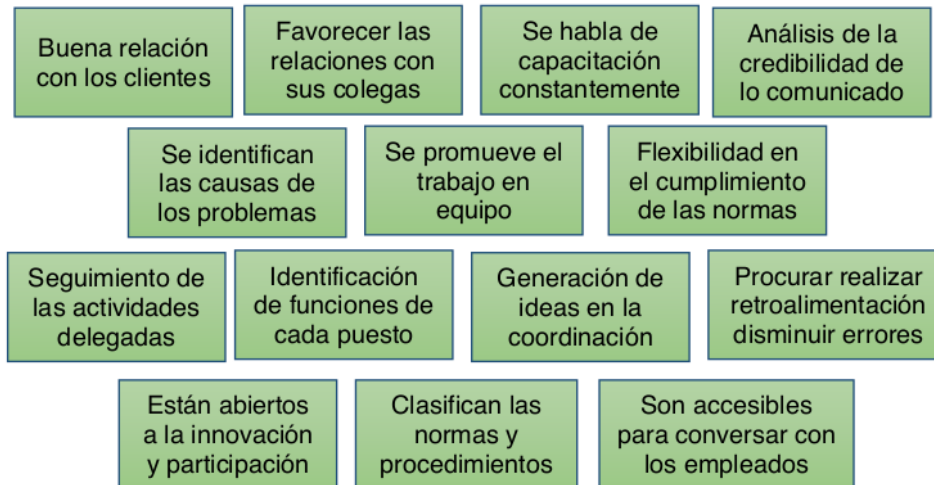 Buena relación
con los clientes
Favorecer las
relaciones con
sus colegas
Se habla de
capacitación
constantemente
Análisis de la
credibilidad de
lo comunicado
Se identifican
las causas de
los problemas
Se promueve el
trabajo en
equipo
Flexibilidad en
el cumplimiento
de las normas
Seguimiento de
las actividades
delegadas
Identificación
de funciones de
cada puesto
Generación de
ideas en la
coordinación
Procurar realizar
retroalimentación
disminuir errores
Están abiertos
a la innovación
y participación
Clasifican las
normas y
procedimientos
Son accesibles
para conversar con
los empleados